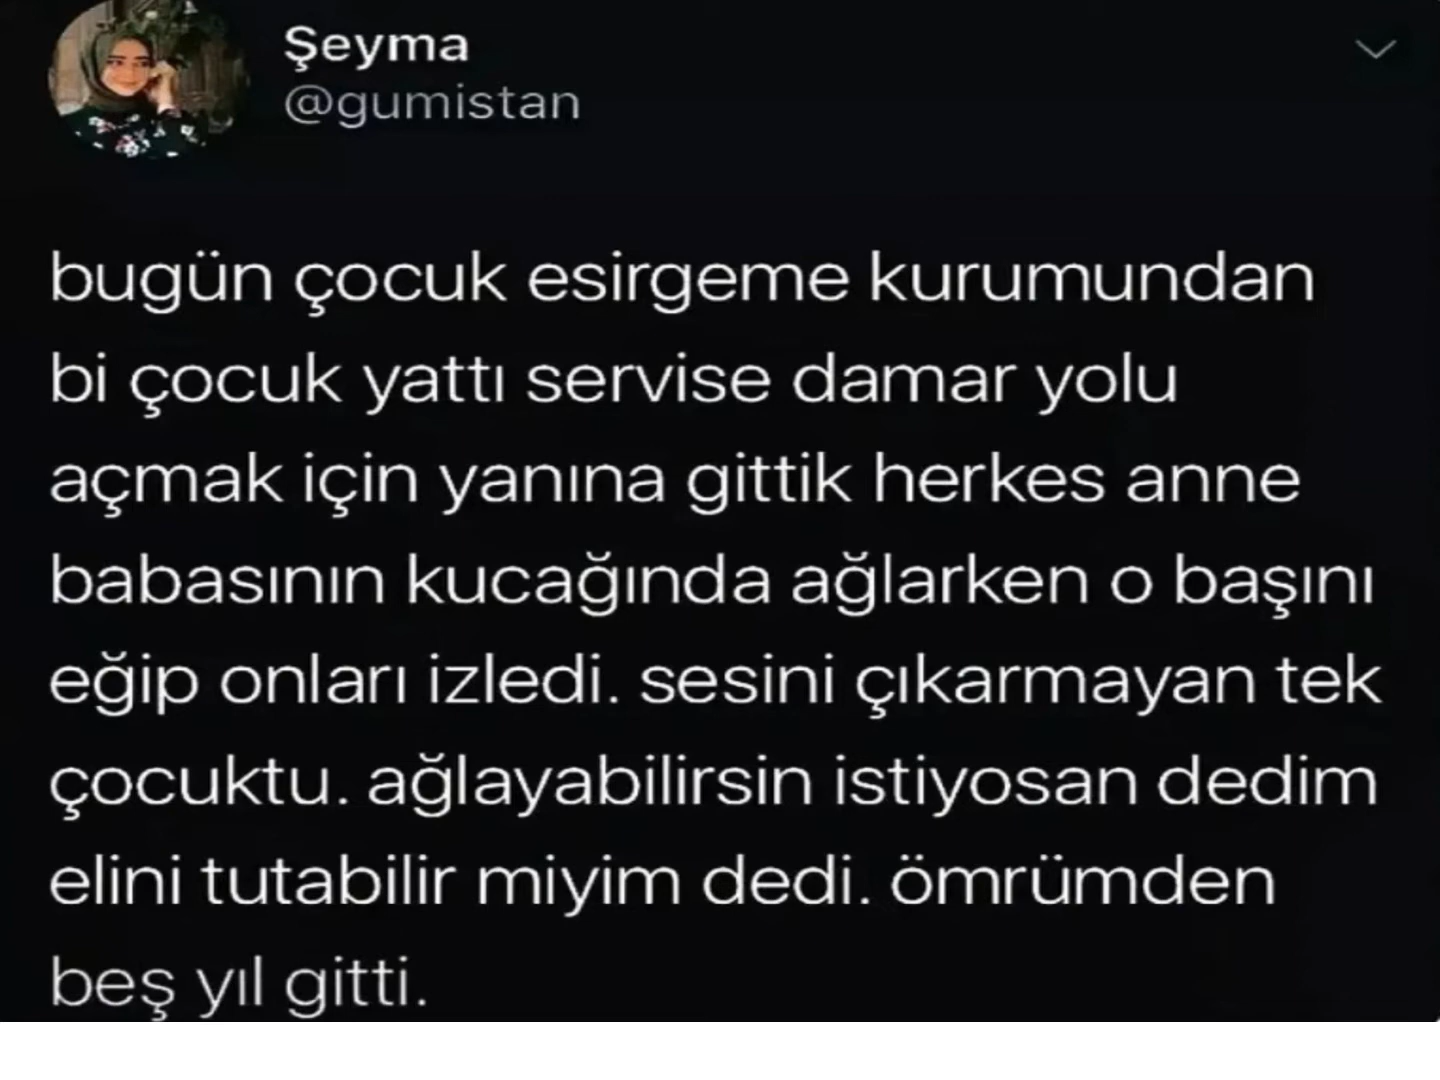 Şeyma
@gumistan
bugün çocuk esirgeme kurumundan
bi çocuk yattı servise damar yolu
açmak için yanına gittik herkes anne
babasının kucağında ağlarken o başını
eğip onları izledi. sesini çıkarmayan tek
çocuktu. ağlayabilirsin istiyosan dedim
elini tutabilir miyim dedi. ömrümden
beş yıl gitti.